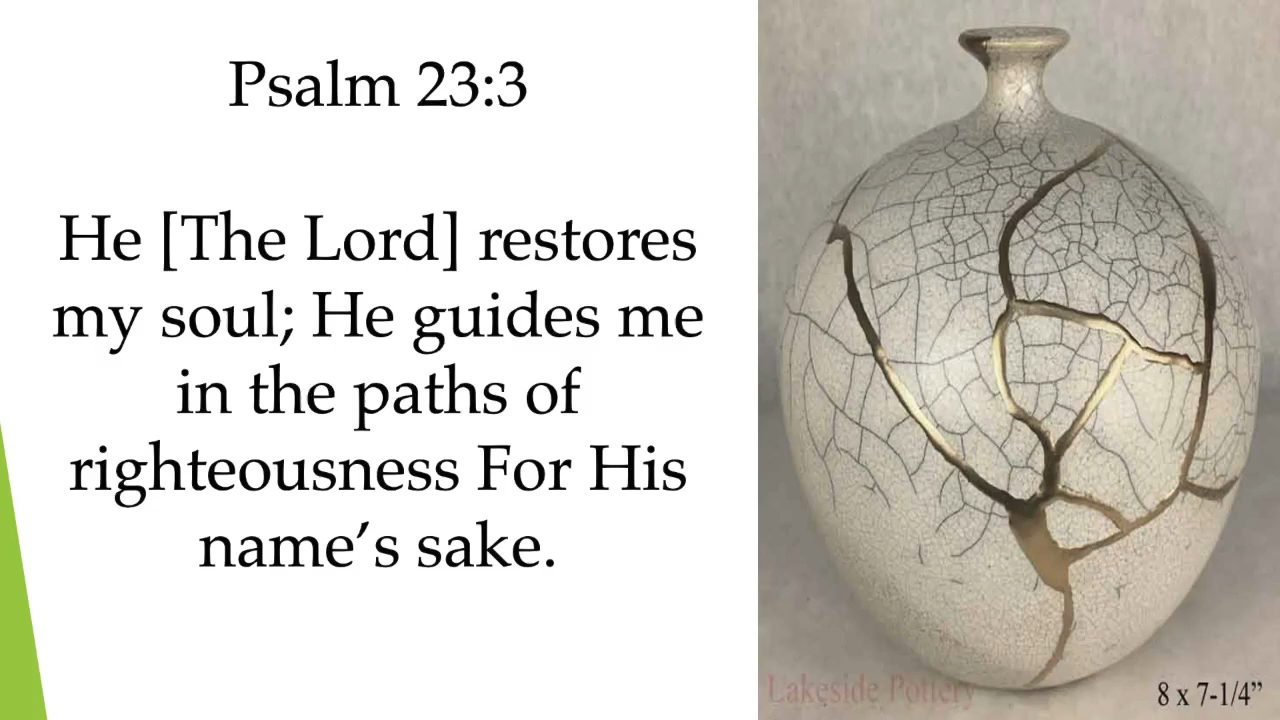 Psalm 23:3
He [The Lord] restores
my soul; He guides me
in the paths of
righteousness For His
name’s sake.
Lakeside Pottery
8 x 7-1/4”